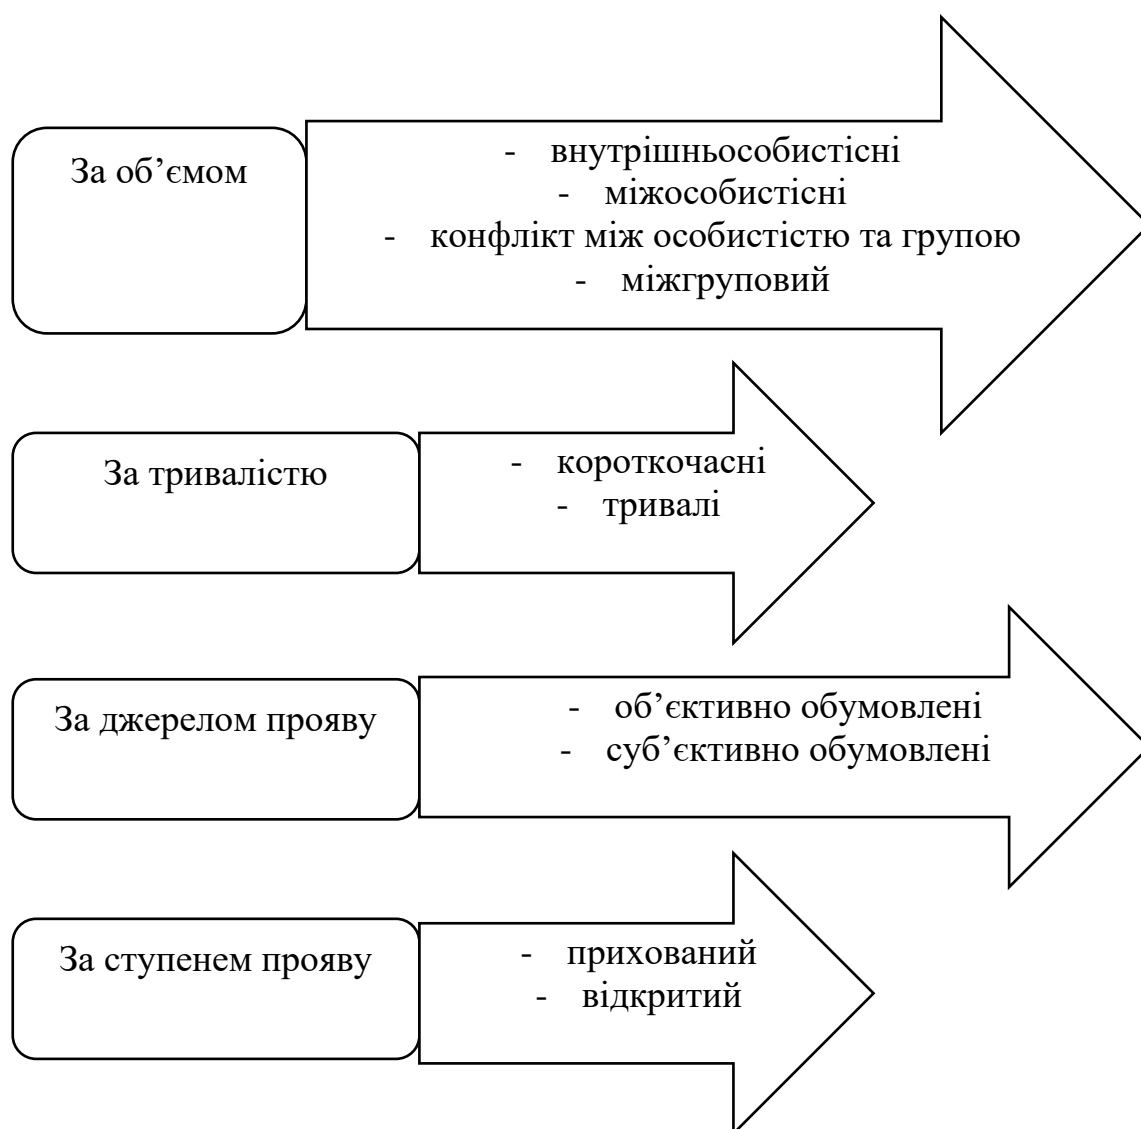 За об’ємом
- внутрішньособистісні
- міжособистісні
- конфлікт між особистістю та групою
- міжгруповий
За тривалістю
- короткочасні
- тривалі
За джерелом прояву
- об’єктивно обумовлені
- суб’єктивно обумовлені
За ступенем прояву
- прихований
- відкритий